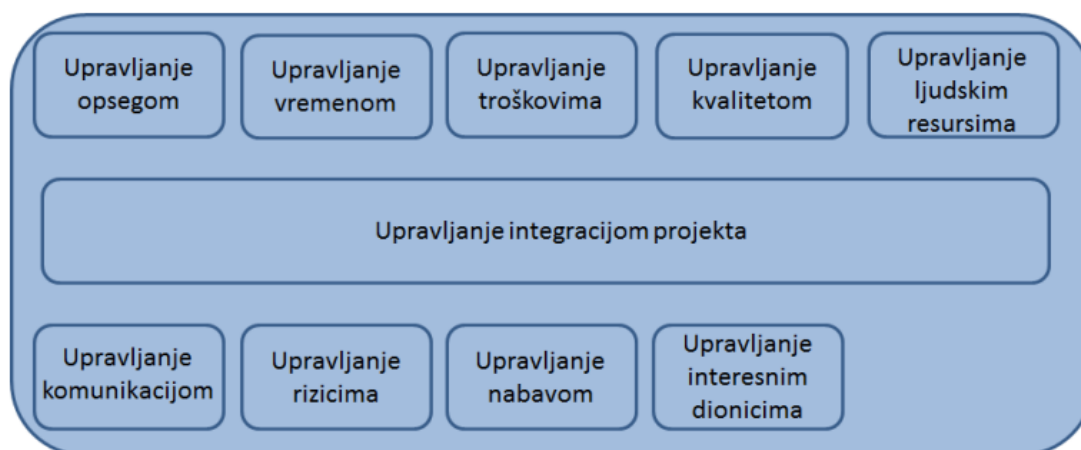 Upravljanje
opsegom
Upravljanje
vremenom
Upravljanje
troškovima
Upravljanje
kvalitetom
Upravljanje
ljudskim
resursima
Upravljanje integracijom projekta
Upravljanje
komunikacijom
Upravljanje
rizicima
Upravljanje
nabavom
Upravljanje
interesnim
dionicima